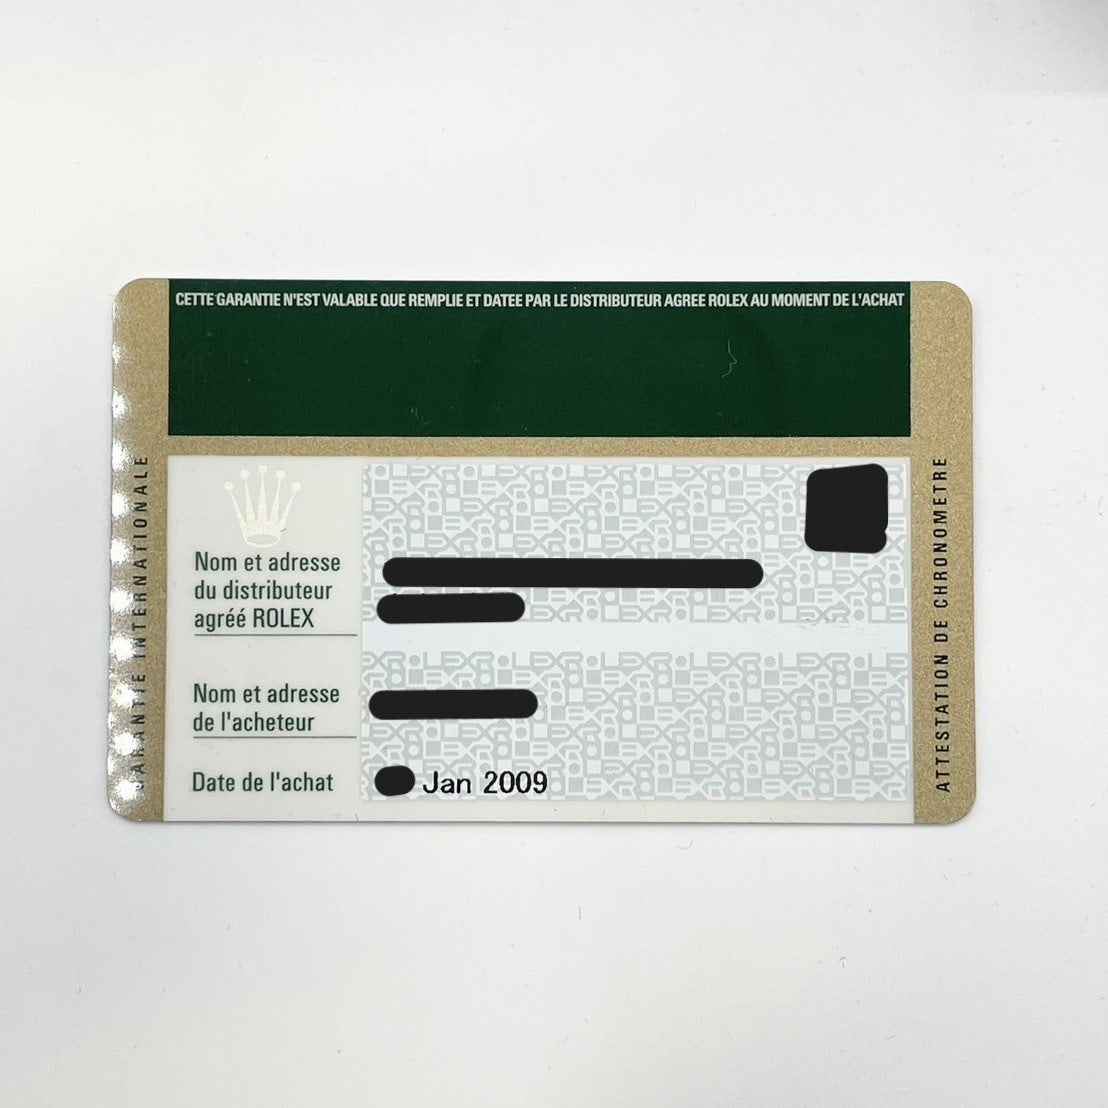 CETTE GARANTIE N'EST VALABLE QUE REMPLIE ET DATEE PAR LE DISTRIBUTEUR AGREE ROLEX AU MOMENT DE L'ACHAT
GARANTIE INTERNATIONALE
Nom et adresse
du distributeur
agréé ROLEX
Nom et adresse
de l'acheteur
Date de l'achat
Jan 2009
ATTESTATION DE CHRONOMETRE